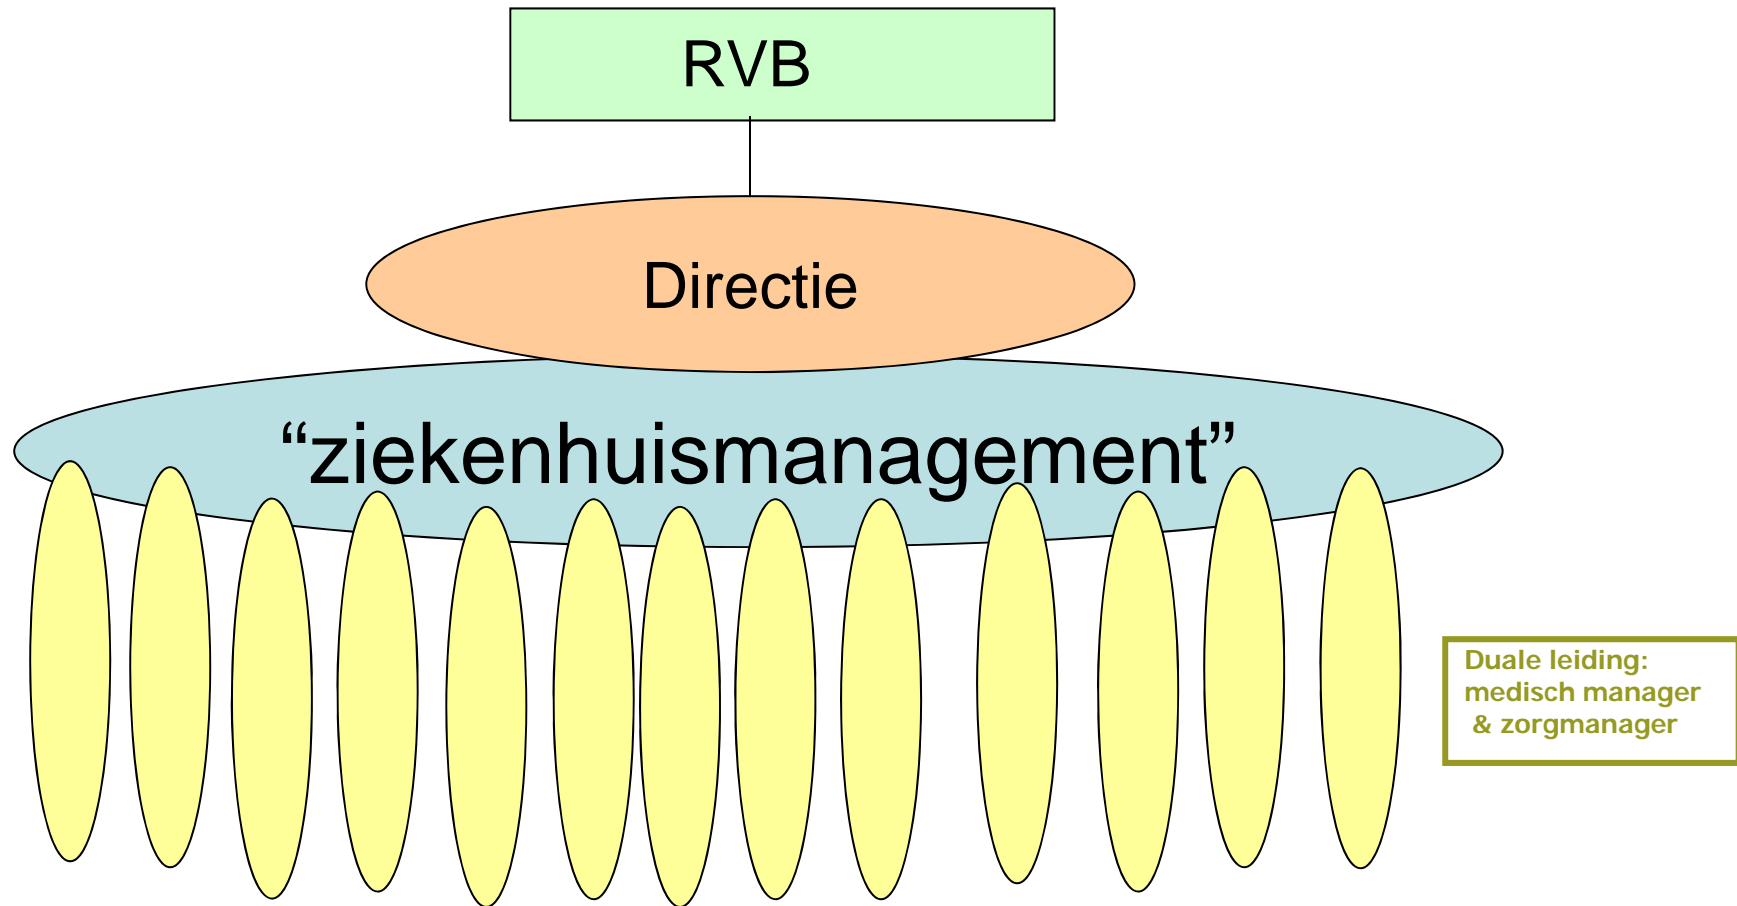 RVB
Directie
“ziekenhuismanagement”
Duale leiding:
medisch manager
& zorgmanager